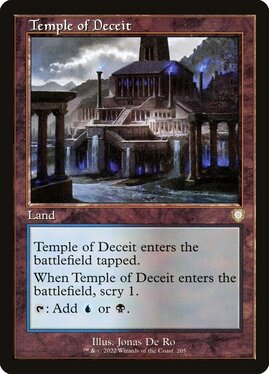 Temple of Deceit
Land
Temple of Deceit enters the
battlefield tapped.
When Temple of Deceit enters the
battlefield, scry 1.
: Add or .
Illus. Jonas De Ro
™ & © 2022 Wizards of the Coast 205